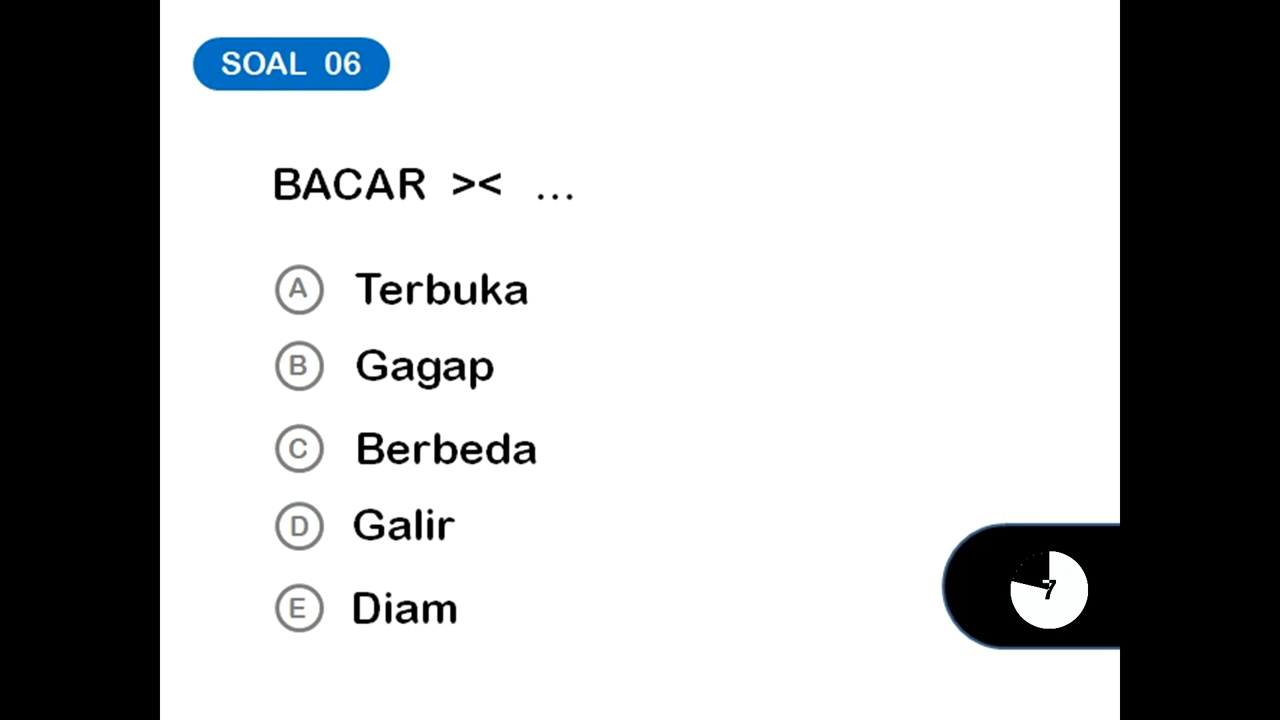 SOAL 06
BACAR >< ...
A Terbuka
B Gagap
C Berbeda
D Galir
E Diam
7